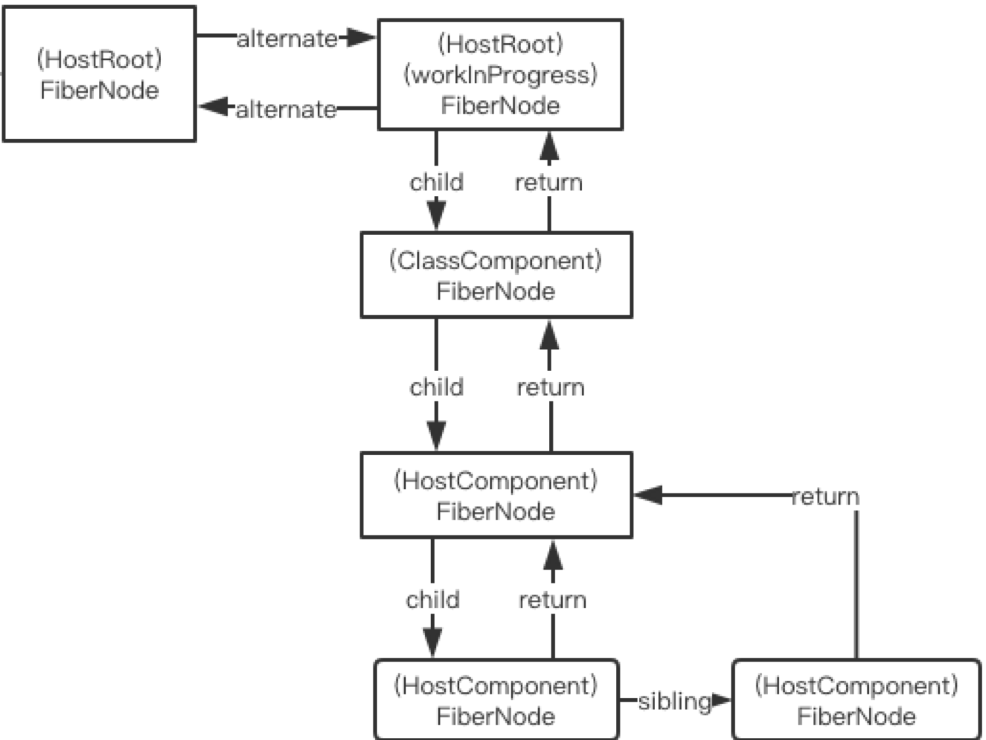 (HostRoot)
FiberNode
alternate
alternate
(HostRoot)
(workInProgress)
FiberNode
child
return
(ClassComponent)
FiberNode
child
return
(HostComponent)
FiberNode
return
child
return
(HostComponent)
FiberNode
sibling
(HostComponent)
FiberNode